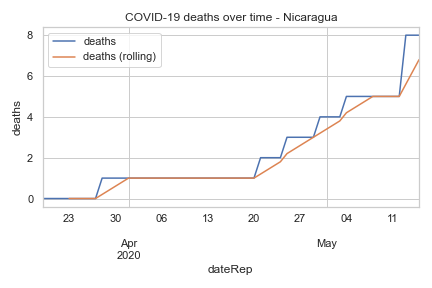 COVID-19 deaths over time - Nicaragua
deaths
deaths (rolling)
8
6
4
2
0
deaths
23 30 06 13 20 27 04 11
Apr May
2020
dateRep